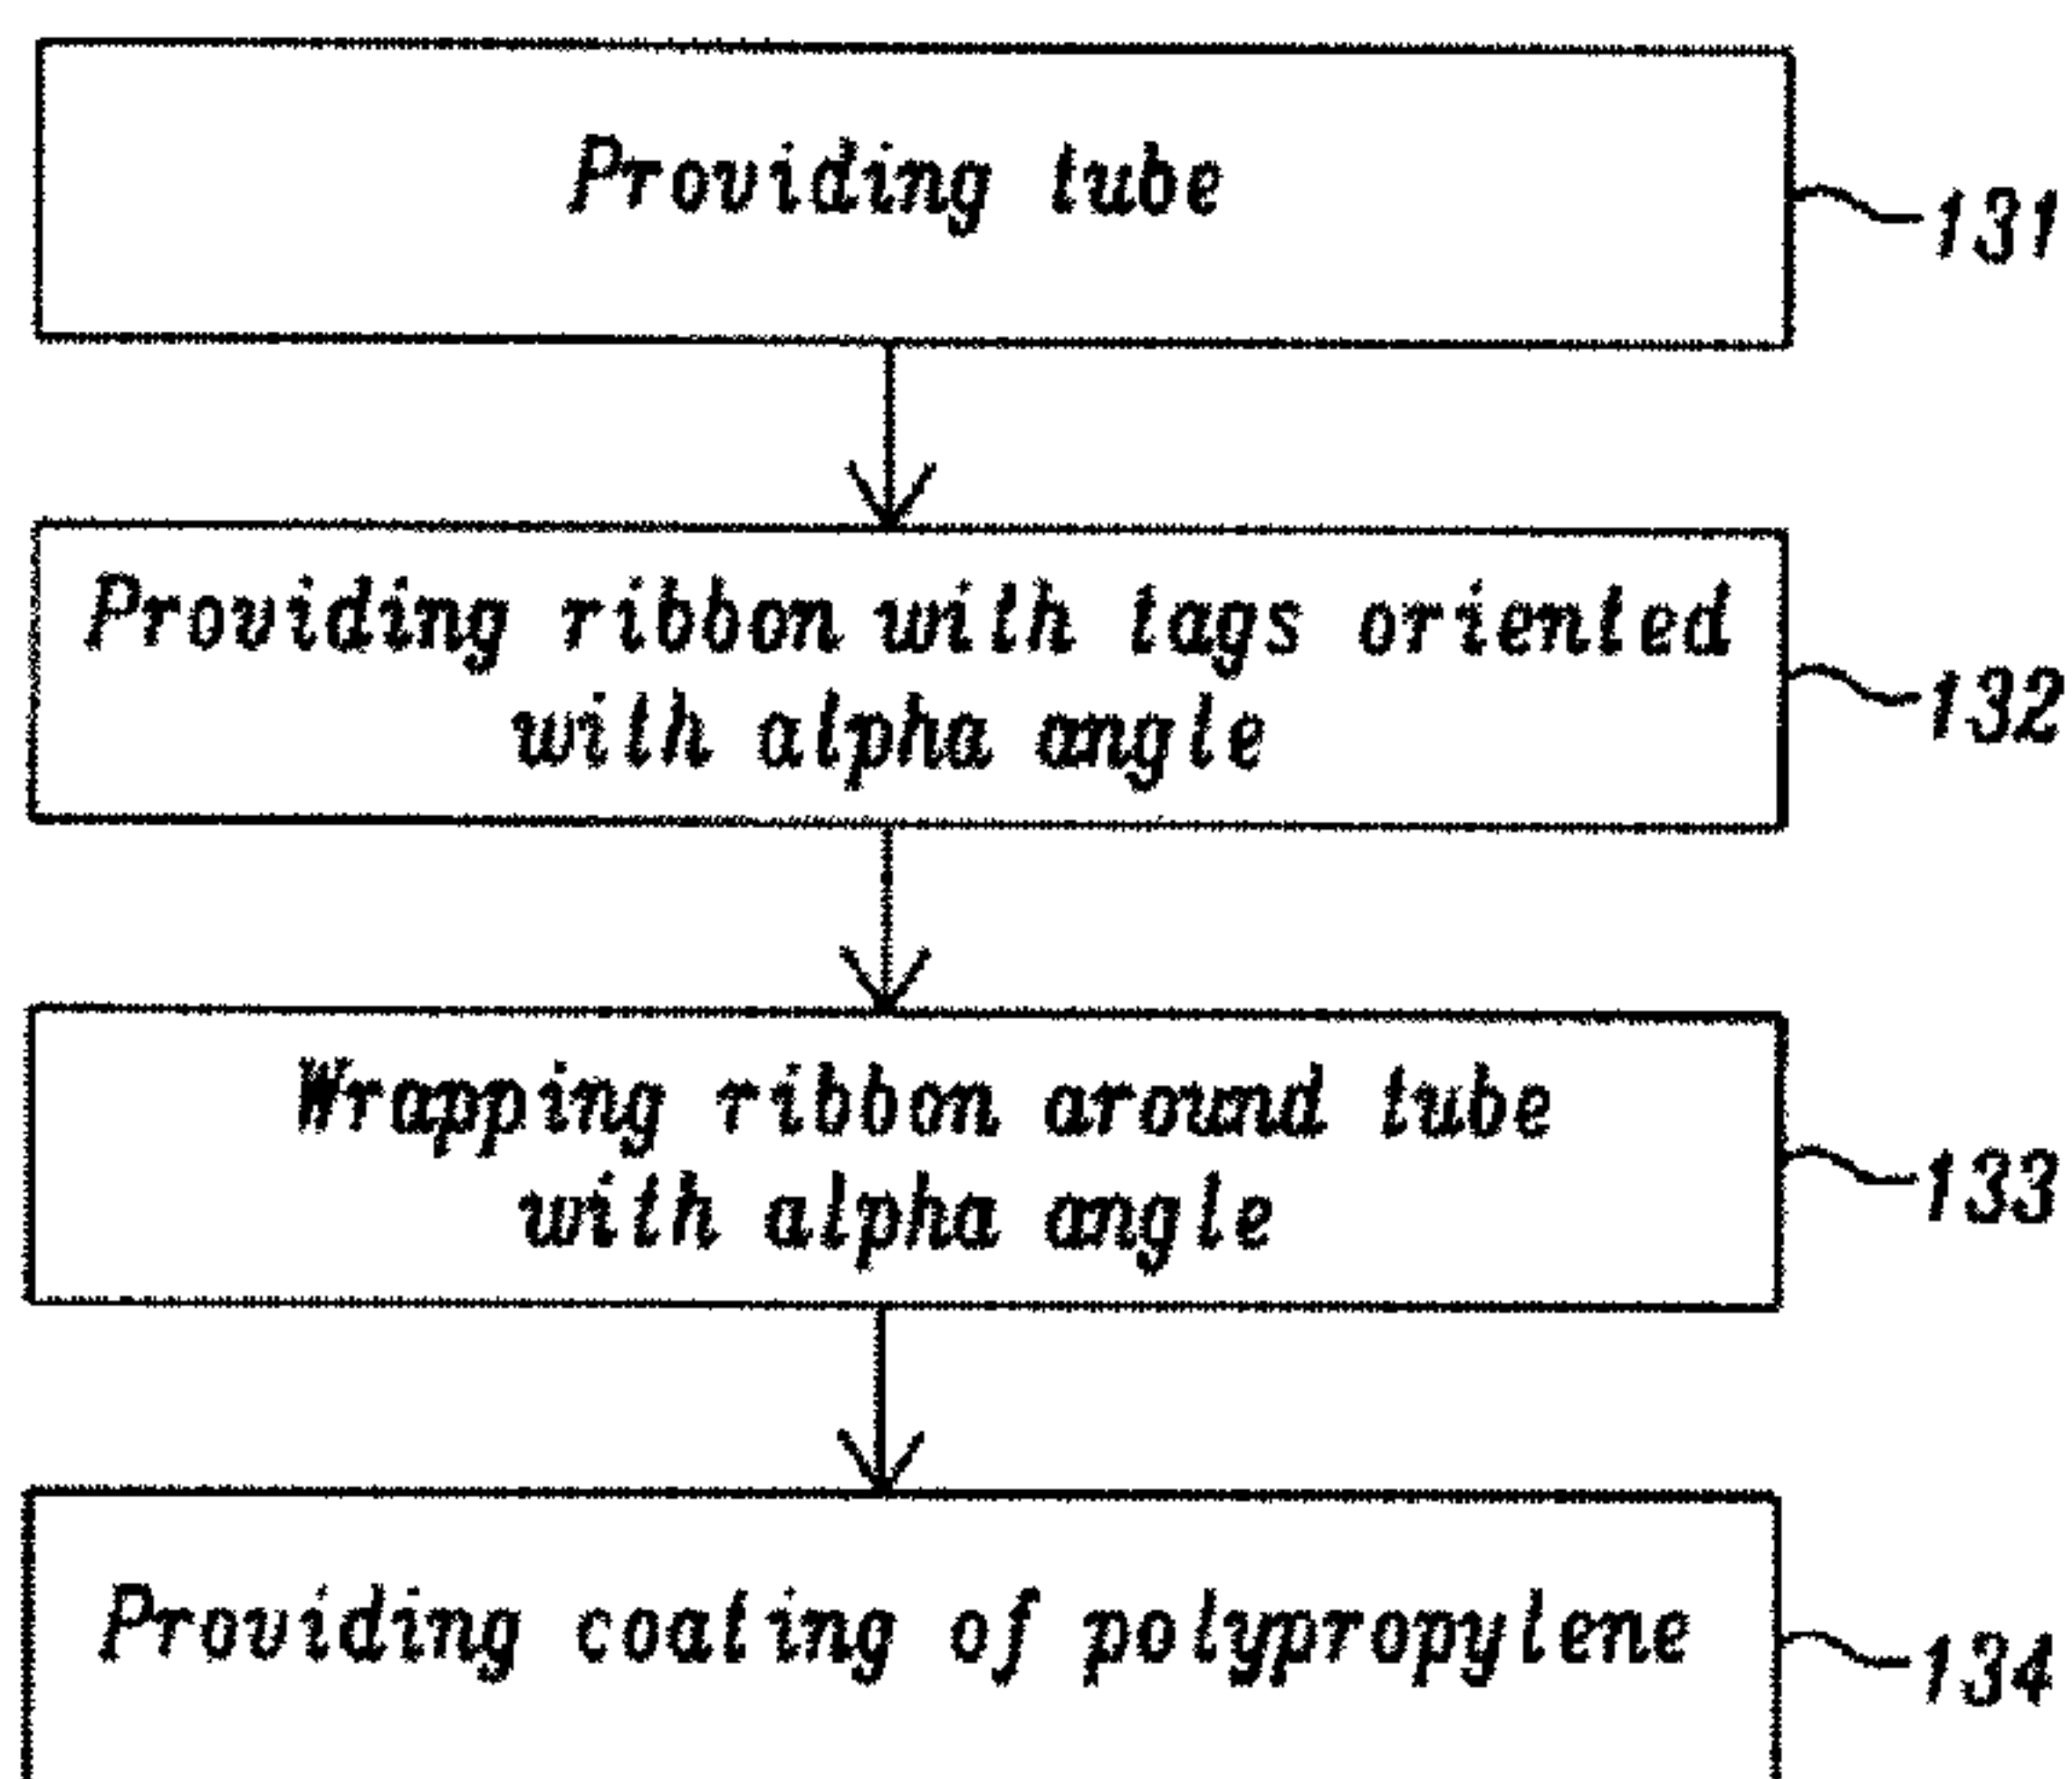 Providing tube
131
Providing ribbon with tags oriented
with alpha angle
132
Wrapping ribbon around tube
with alpha angle
133
Providing coating of polypropylene
134